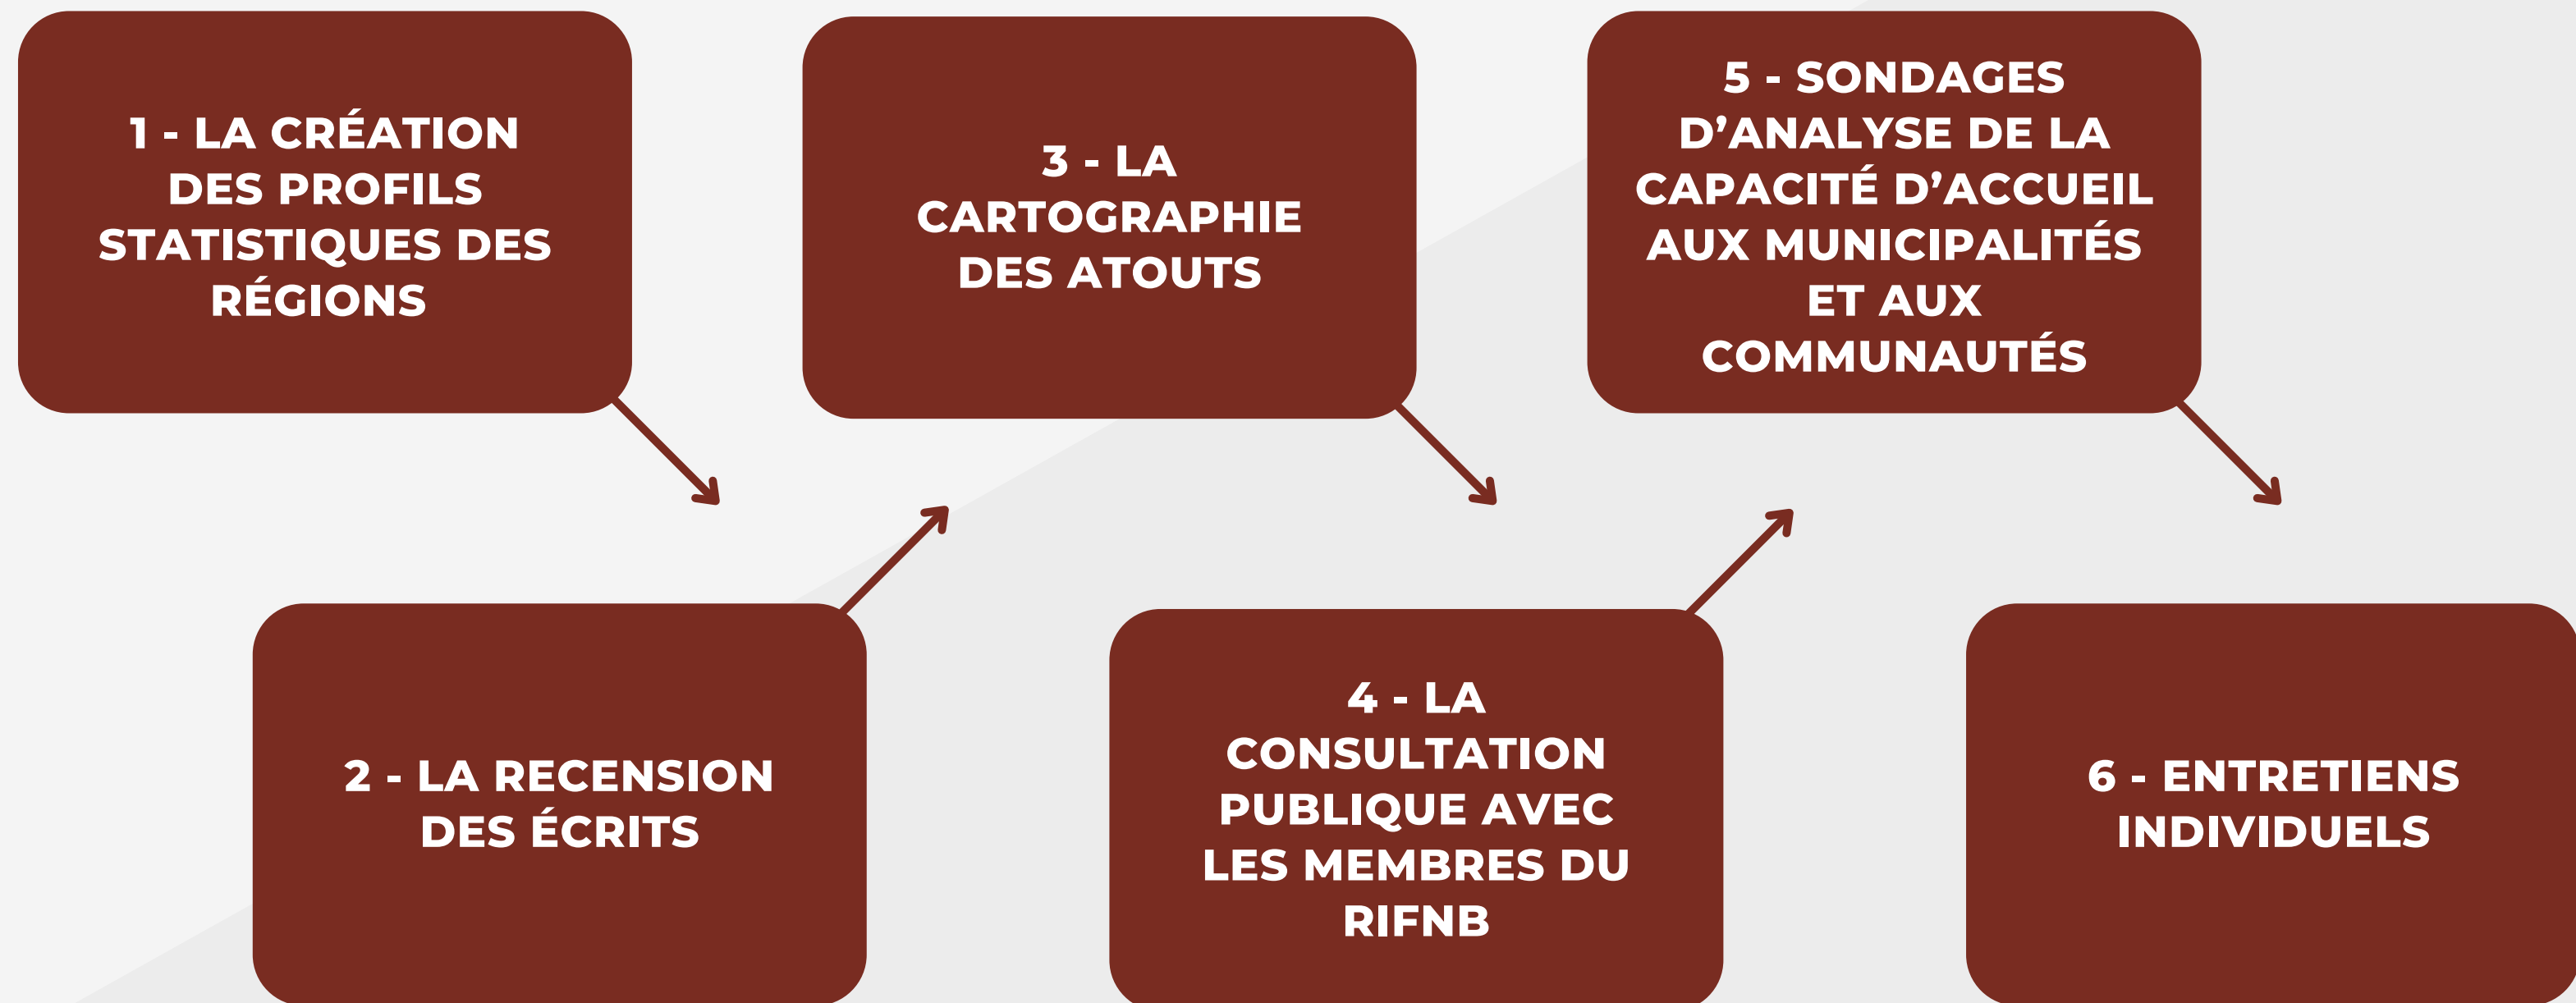 1 - LA CRÉATION
DES PROFILS
STATISTIQUES DES
RÉGIONS
2 - LA RECENSION
DES ÉCRITS
3 - LA
CARTOGRAPHIE
DES ATOUTS
4 - LA
CONSULTATION
PUBLIQUE AVEC
LES MEMBRES DU
RIFNB
5 - SONDAGES
D’ANALYSE DE LA
CAPACITÉ D’ACCUEIL
AUX MUNICIPALITÉS
ET AUX
COMMUNAUTÉS
6 - ENTRETIENS
INDIVIDUELS